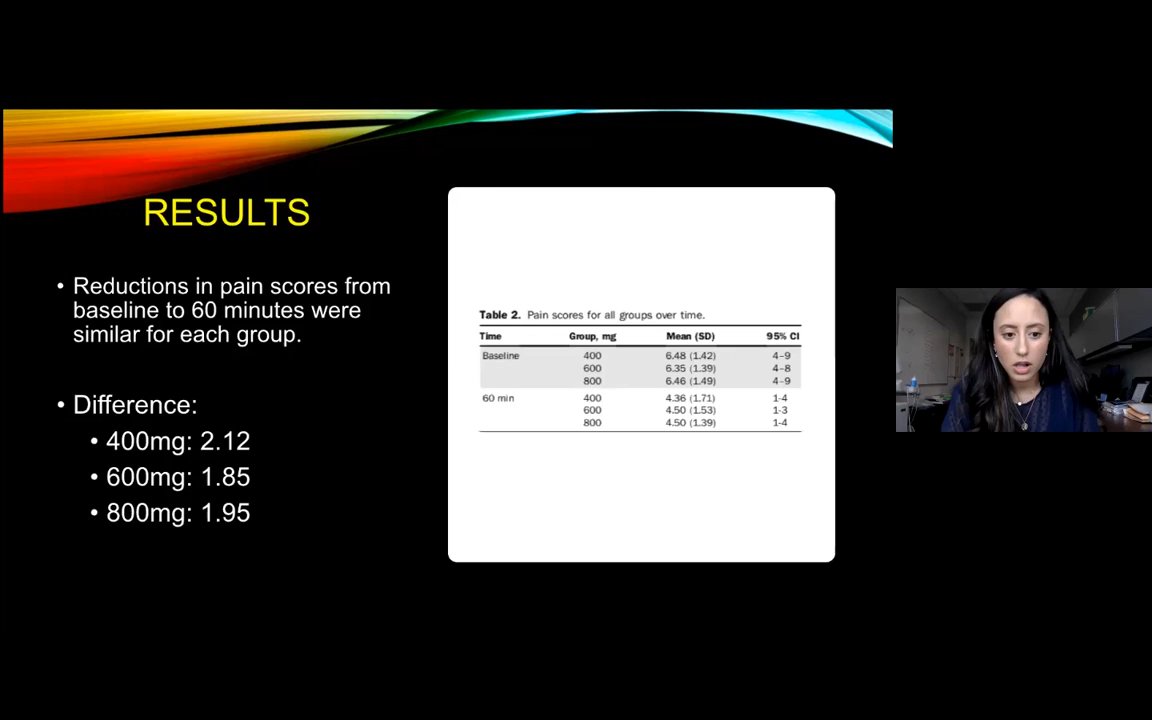 RESULTS
• Reductions in pain scores from
baseline to 60 minutes were
similar for each group.
• Difference:
• 400mg: 2.12
• 600mg: 1.85
• 800mg: 1.95
Table 2. Pain scores for all groups over time.
Time Group, mg Mean (SD) 95% CI
Baseline 400 6.48 (1.42) 4–9
600 6.35 (1.39) 4–8
800 6.46 (1.49) 4–9
60 min 400 4.36 (1.71) 1-4
600 4.50 (1.53) 1-3
800 4.50 (1.39) 1-4